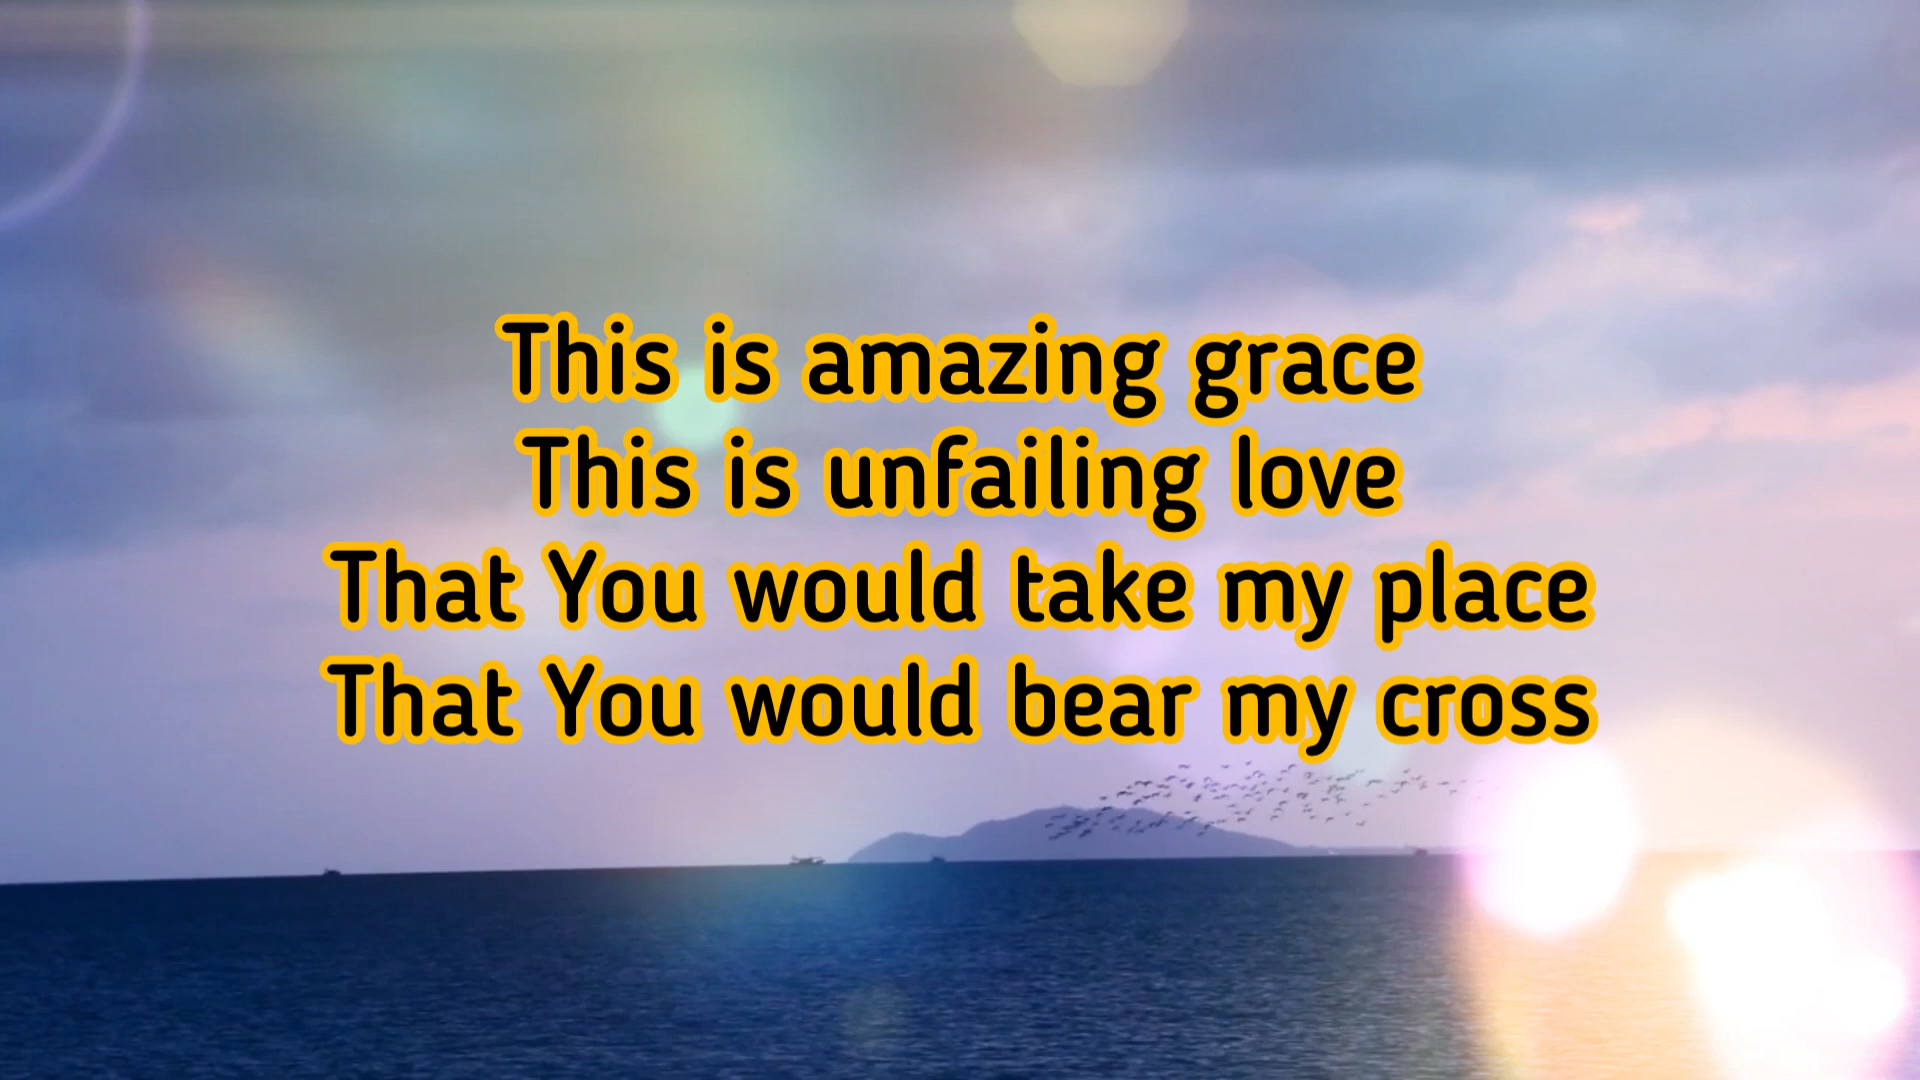 This is amazing grace
This is unfailing love
That You would take my place
That You would bear my cross